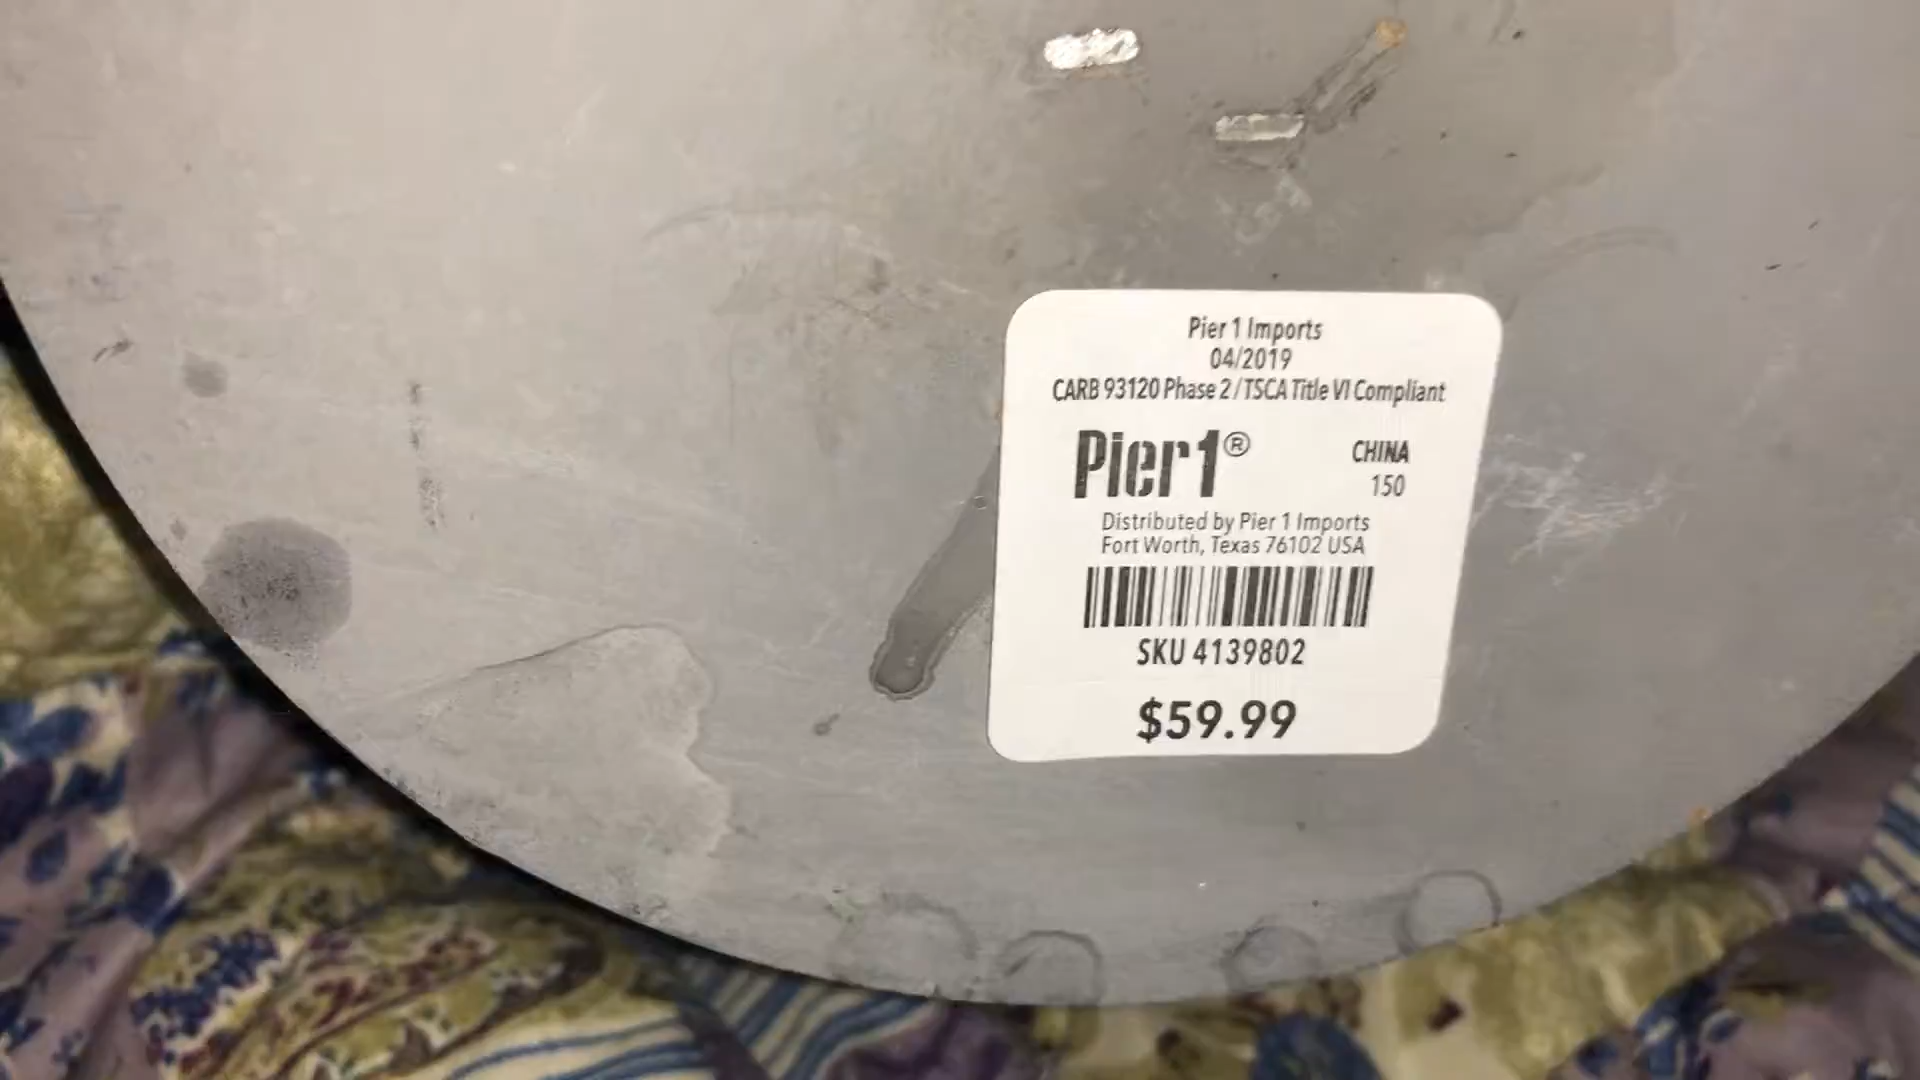 Pier 1 Imports
04/2019
CARB 93120 Phase 2 / TSCA Title VI Compliant
Pier1® CHINA
150
Distributed by Pier 1 Imports
Fort Worth, Texas 76102 USA
SKU 4139802
$59.99